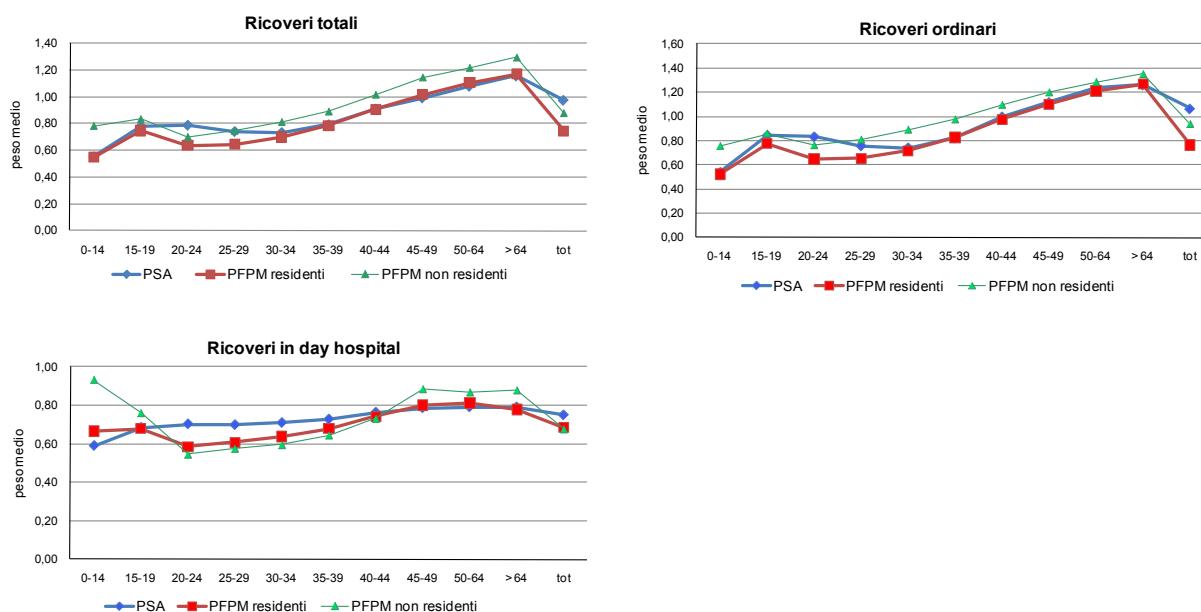 Ricoveri totali
peso medio
1,40
1,20
1,00
0,80
0,60
0,40
0,20
0,00
0-14 15-19 20-24 25-29 30-34 35-39 40-44 45-49 50-64 >64 tot
PSA PFPM residenti PFPM non residenti
Ricoveri ordinari
peso medio
1,60
1,40
1,20
1,00
0,80
0,60
0,40
0,20
0,00
0-14 15-19 20-24 25-29 30-34 35-39 40-44 45-49 50-64 >64 tot
PSA PFPM residenti PFPM non residenti
Ricoveri in day hospital
peso medio
1,00
0,80
0,60
0,40
0,20
0,00
0-14 15-19 20-24 25-29 30-34 35-39 40-44 45-49 50-64 >64 tot
PSA PFPM residenti PFPM non residenti